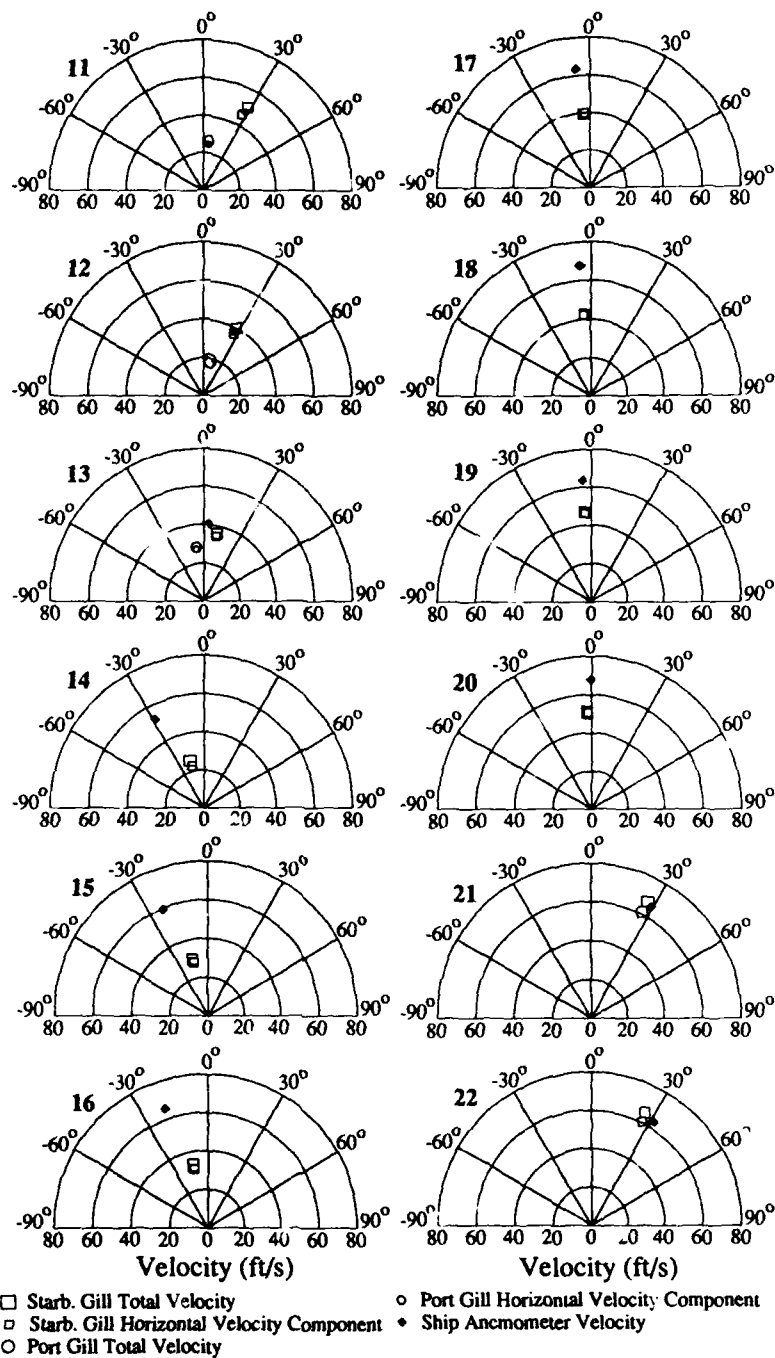 0° 0°
11 -30° 30° 17 -30° 30°
-60° 60° -60° 60°
-90° 90° -90° 90°
80 60 40 20 0 20 40 60 80 80 60 40 20 0 20 40 60 80
0° 0°
12 -30° 30° 18 -30° 30°
-60° 60° -60° 60°
-90° 90° -90° 90°
80 60 40 20 0 20 40 60 80 80 60 40 20 0 20 40 60 80
0° 0°
13 -30° 30° 19 -30° 30°
-60° 60° -60° 60°
-90° 90° -90° 90°
80 60 40 20 0 20 40 60 80 80 60 40 20 0 20 40 60 80
0° 0°
14 -30° 30° 20 -30° 30°
-60° 60° -60° 60°
-90° 90° -90° 90°
80 60 40 20 0 20 40 60 80 80 60 40 20 0 20 40 60 80
0° 0°
15 -30° 30° 21 -30° 30°
-60° 60° -60° 60°
-90° 90° -90° 90°
80 60 40 20 0 20 40 60 80 80 60 40 20 0 20 40 60 80
0° 0°
16 -30° 30° 22 -30° 30°
-60° 60° -60° 60°
-90° 90° -90° 90°
80 60 40 20 0 20 40 60 80 80 60 40 20 0 20 40 60 80
Velocity (ft/s) Velocity (ft/s)
Starb. Gill Total Velocity
Starb. Gill Horizontal Velocity Component
Port Gill Total Velocity
Port Gill Horizontal Velocity Component
Ship Anemometer Velocity